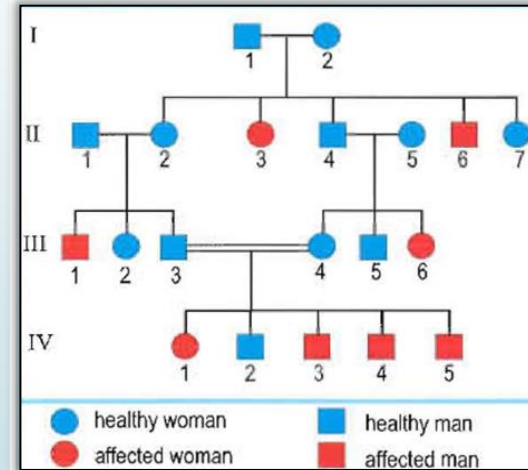 I
1 2
II
1 2 3 4 5 6 7
III
1 2 3 4 5 6
IV
1 2 3 4 5
healthy woman healthy man
affected woman affected man